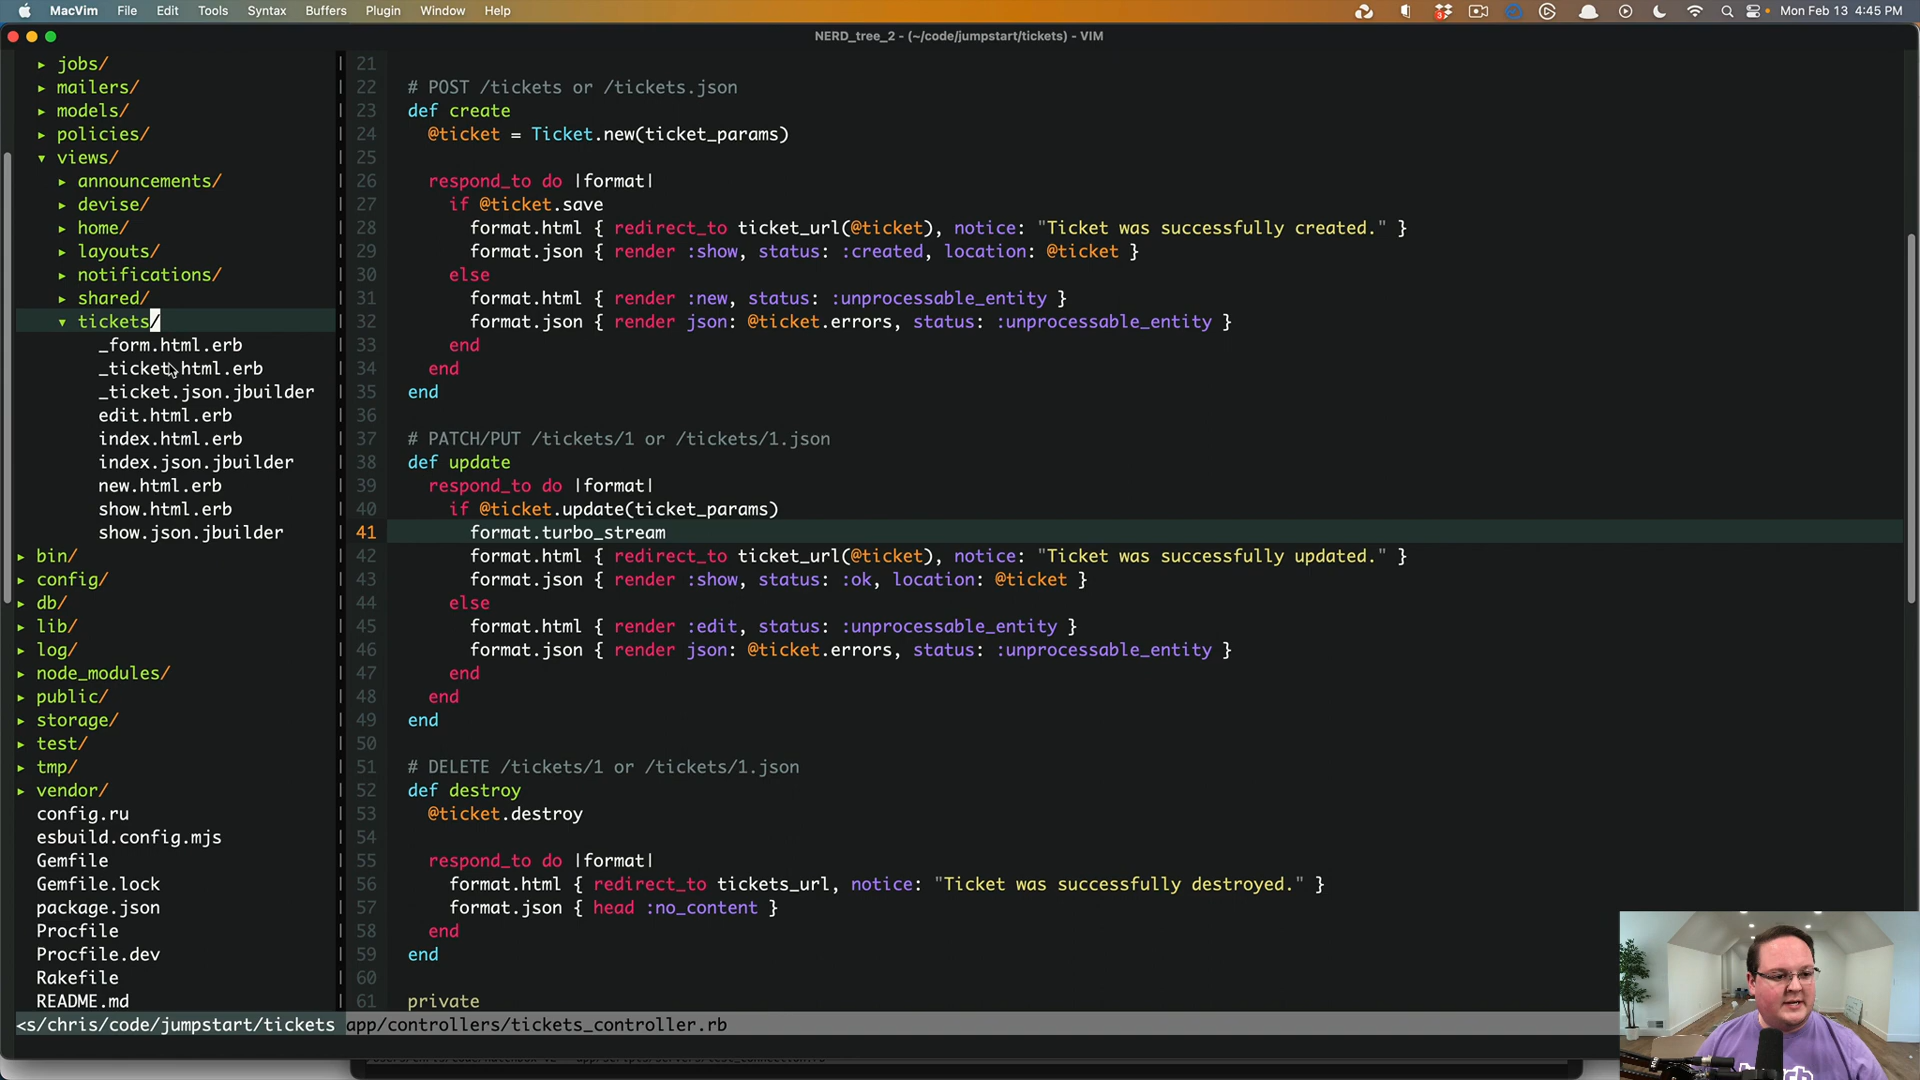 MacVim File Edit Tools Syntax Buffers Plugin Window Help
3
Mon Feb 13 4:45 PM
NERD_tree_2 - (~/code/jumpstart/tickets) - VIM
▸ jobs/
▸ mailers/
▸ models/
▸ policies/
▾ views/
▸ announcements/
▸ devise/
▸ home/
▸ layouts/
▸ notifications/
▸ shared/
▾ tickets/
_form.html.erb
_ticket.html.erb
_ticket.json.jbuilder
edit.html.erb
index.html.erb
index.json.jbuilder
new.html.erb
show.html.erb
show.json.jbuilder
▸ bin/
▸ config/
▸ db/
▸ lib/
▸ log/
▸ node_modules/
▸ public/
▸ storage/
▸ test/
▸ tmp/
▸ vendor/
config.ru
esbuild.config.mjs
Gemfile
Gemfile.lock
package.json
Procfile
Procfile.dev
Rakefile
README.md
21
22 # POST /tickets or /tickets.json
23 def create
24 @ticket = Ticket.new(ticket_params)
25
26 respond_to do |format|
27 if @ticket.save
28 format.html { redirect_to ticket_url(@ticket), notice: "Ticket was successfully created." }
29 format.json { render :show, status: :created, location: @ticket }
30 else
31 format.html { render :new, status: :unprocessable_entity }
32 format.json { render json: @ticket.errors, status: :unprocessable_entity }
33 end
34 end
35 end
36
37 # PATCH/PUT /tickets/1 or /tickets/1.json
38 def update
39 respond_to do |format|
40 if @ticket.update(ticket_params)
41 format.turbo_stream
42 format.html { redirect_to ticket_url(@ticket), notice: "Ticket was successfully updated." }
43 format.json { render :show, status: :ok, location: @ticket }
44 else
45 format.html { render :edit, status: :unprocessable_entity }
46 format.json { render json: @ticket.errors, status: :unprocessable_entity }
47 end
48 end
49 end
50
51 # DELETE /tickets/1 or /tickets/1.json
52 def destroy
53 @ticket.destroy
54
55 respond_to do |format|
56 format.html { redirect_to tickets_url, notice: "Ticket was successfully destroyed." }
57 format.json { head :no_content }
58 end
59 end
60
61 private
<s/chris/code/jumpstart/tickets app/controllers/tickets_controller.rb